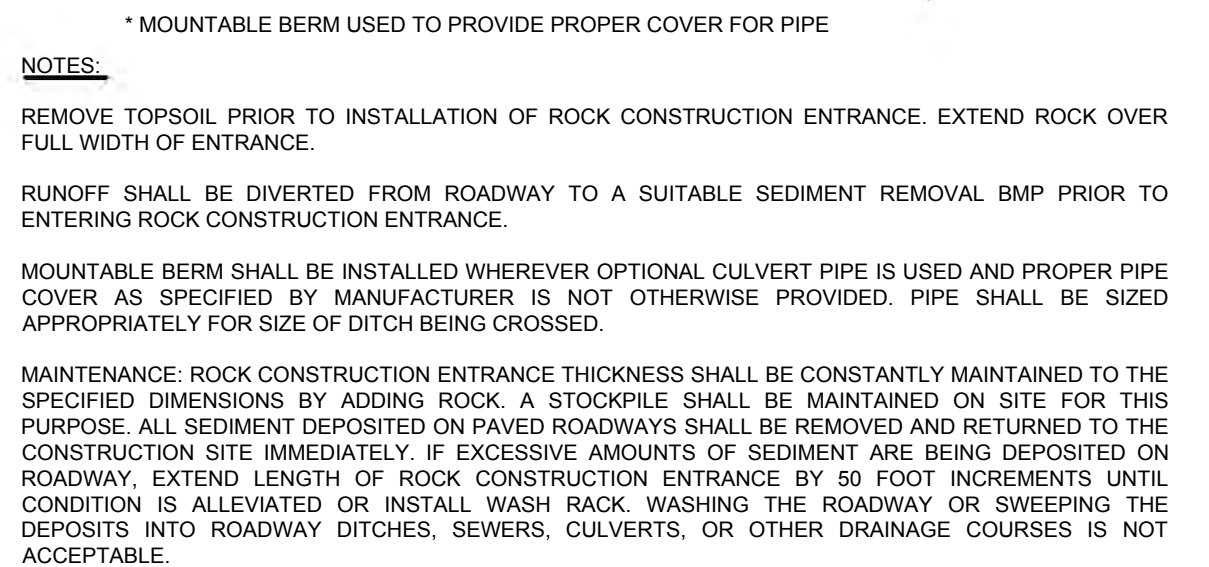 * MOUNTABLE BERM USED TO PROVIDE PROPER COVER FOR PIPE
NOTES:
REMOVE TOPSOIL PRIOR TO INSTALLATION OF ROCK CONSTRUCTION ENTRANCE. EXTEND ROCK OVER
FULL WIDTH OF ENTRANCE.
RUNOFF SHALL BE DIVERTED FROM ROADWAY TO A SUITABLE SEDIMENT REMOVAL BMP PRIOR TO
ENTERING ROCK CONSTRUCTION ENTRANCE.
MOUNTABLE BERM SHALL BE INSTALLED WHEREVER OPTIONAL CULVERT PIPE IS USED AND PROPER PIPE
COVER AS SPECIFIED BY MANUFACTURER IS NOT OTHERWISE PROVIDED. PIPE SHALL BE SIZED
APPROPRIATELY FOR SIZE OF DITCH BEING CROSSED.
MAINTENANCE: ROCK CONSTRUCTION ENTRANCE THICKNESS SHALL BE CONSTANTLY MAINTAINED TO THE
SPECIFIED DIMENSIONS BY ADDING ROCK. A STOCKPILE SHALL BE MAINTAINED ON SITE FOR THIS
PURPOSE. ALL SEDIMENT DEPOSITED ON PAVED ROADWAYS SHALL BE REMOVED AND RETURNED TO THE
CONSTRUCTION SITE IMMEDIATELY. IF EXCESSIVE AMOUNTS OF SEDIMENT ARE BEING DEPOSITED ON
ROADWAY, EXTEND LENGTH OF ROCK CONSTRUCTION ENTRANCE BY 50 FOOT INCREMENTS UNTIL
CONDITION IS ALLEVIATED OR INSTALL WASH RACK. WASHING THE ROADWAY OR SWEEPING THE
DEPOSITS INTO ROADWAY DITCHES, SEWERS, CULVERTS, OR OTHER DRAINAGE COURSES IS NOT
ACCEPTABLE.